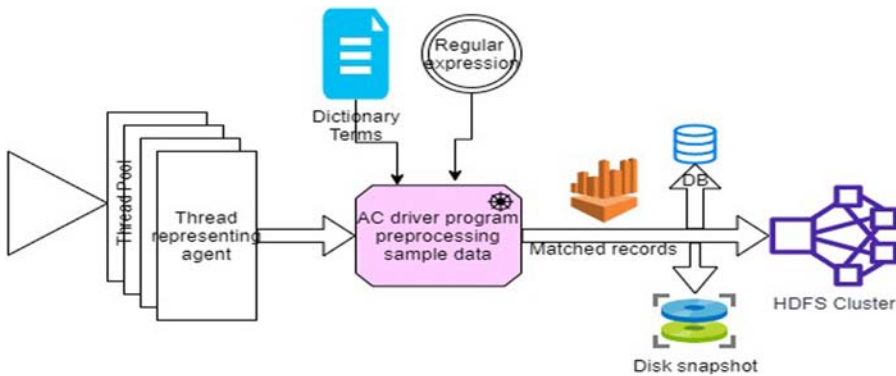 Regular
expression
Dictionary
Terms
Thread Pool
Thread
representing
agent
AC driver program
preprocessing
sample data
Matched records
DB
HDFS Cluster
Disk snapshot